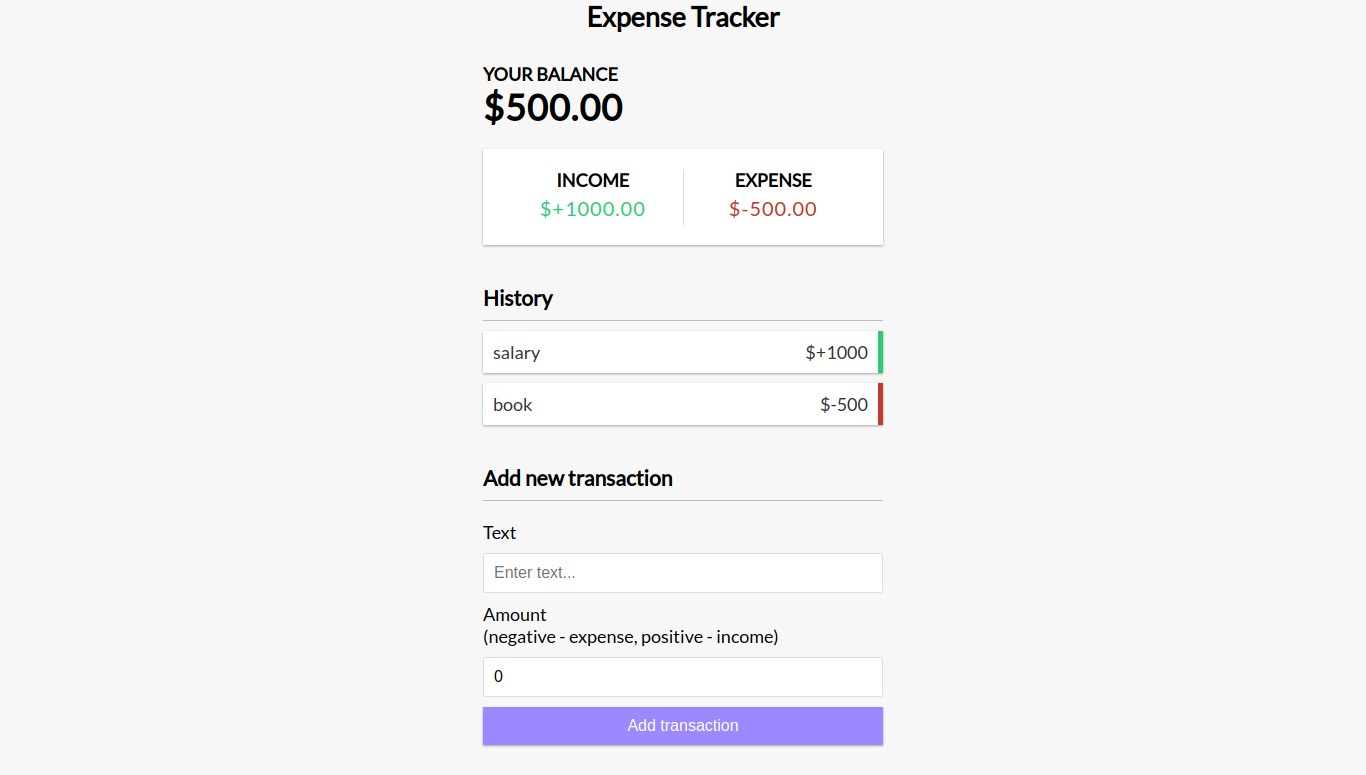 Expense Tracker
YOUR BALANCE
$500.00
INCOME EXPENSE
$+1000.00 $-500.00
History
salary $+1000
book $-500
Add new transaction
Text
Enter text...
Amount
(negative - expense, positive - income)
0
Add transaction